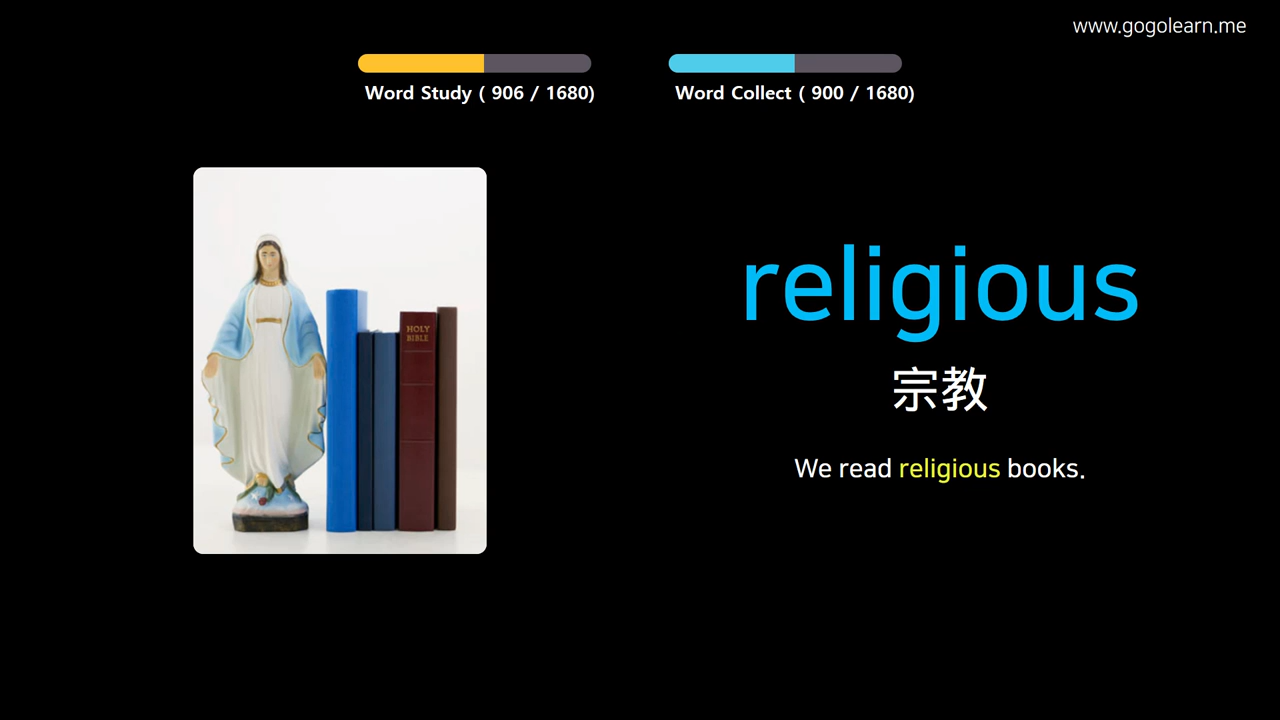 www.gogolearn.me
Word Study ( 906 / 1680)
Word Collect ( 900 / 1680)
HOLY
BIBLE
religious
宗教
We read religious books.